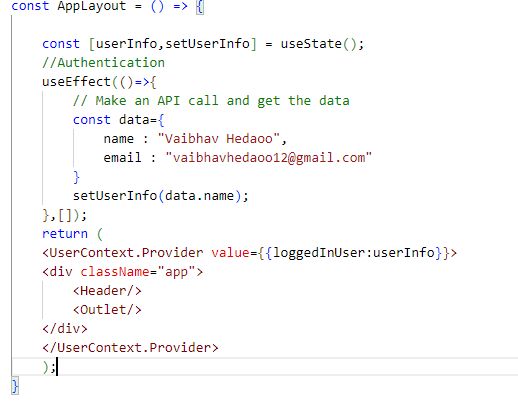 const AppLayout = () => {
const [userInfo,setUserInfo] = useState();
//Authentication
useEffect(()=>{
// Make an API call and get the data
const data={
name : "Vaibhav Hedaoo",
email : "vaibhavhedaoo12@gmail.com"
}
setUserInfo(data.name);
},[]);
return (
<UserContext.Provider value={{loggedInUser:userInfo}}>
<div className="app">
<Header/>
<Outlet/>
</div>
</UserContext.Provider>
);
}